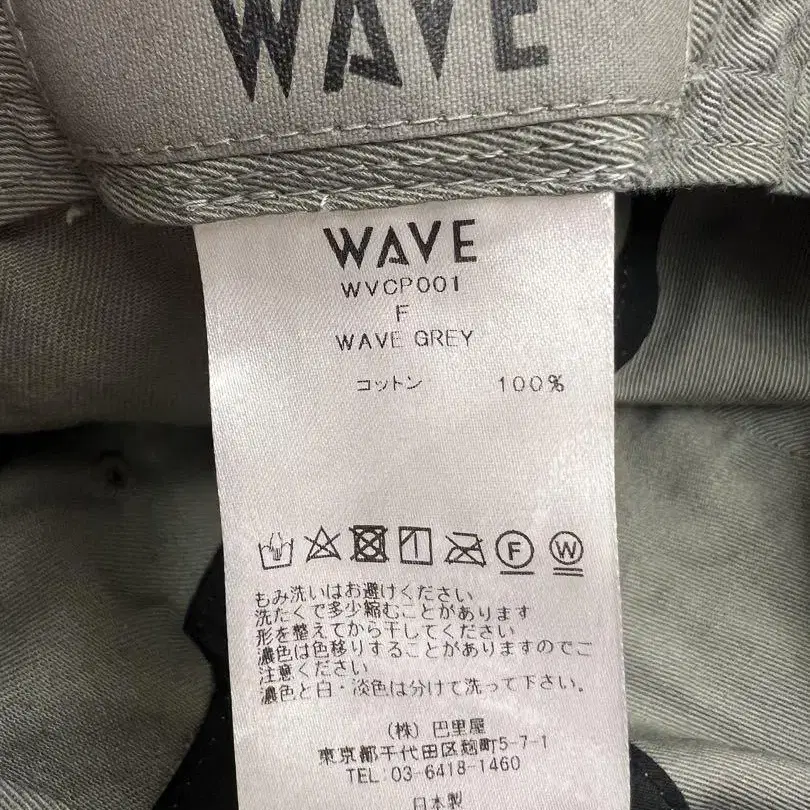 WAVE
WAVE
WVCP001
F
WAVE GREY
コットン 100%
F W
もみ洗いはお避けください
洗たくで多少縮むことがあります
形を整えてから干してください
濃色は色移りすることがありますのでご
注意ください
濃色と白・淡色は分けて洗って下さい。
(株) 巴里屋
東京都千代田区麹町5-7-1
TEL:03-6418-1460
日本製